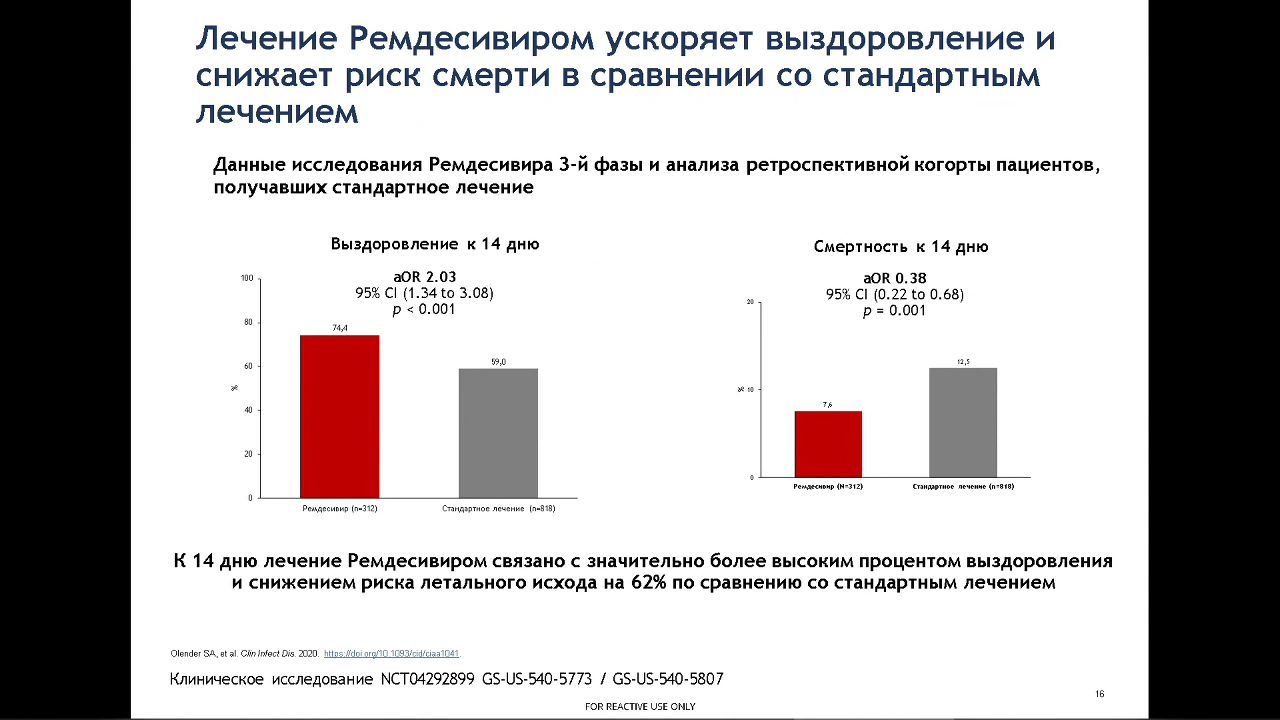 Лечение Ремдесивиром ускоряет выздоровление и
снижает риск смерти в сравнении со стандартным
лечением
Данные исследования Ремдесивира 3-й фазы и анализа ретроспективной когорты пациентов,
получавших стандартное лечение
Выздоровление к 14 дню
aOR 2.03
95% CI (1.34 to 3.08)
p < 0.001
100
80
60
40
20
0
%
74,4
59,0
Ремдесивир (n=312)
Стандартное лечение (n=818)
Смертность к 14 дню
aOR 0.38
95% CI (0.22 to 0.68)
p = 0.001
20
10
0
%
7,6
12,5
Ремдесивир (N=312)
Стандартное лечение (n=818)
К 14 дню лечение Ремдесивиром связано с значительно более высоким процентом выздоровления
и снижением риска летального исхода на 62% по сравнению со стандартным лечением
Olender SA, et al. Clin Infect Dis. 2020. https://doi.org/10.1093/cid/ciaa1041.
Клиническое исследование NCT04292899 GS-US-540-5773 / GS-US-540-5807
16
FOR REACTIVE USE ONLY